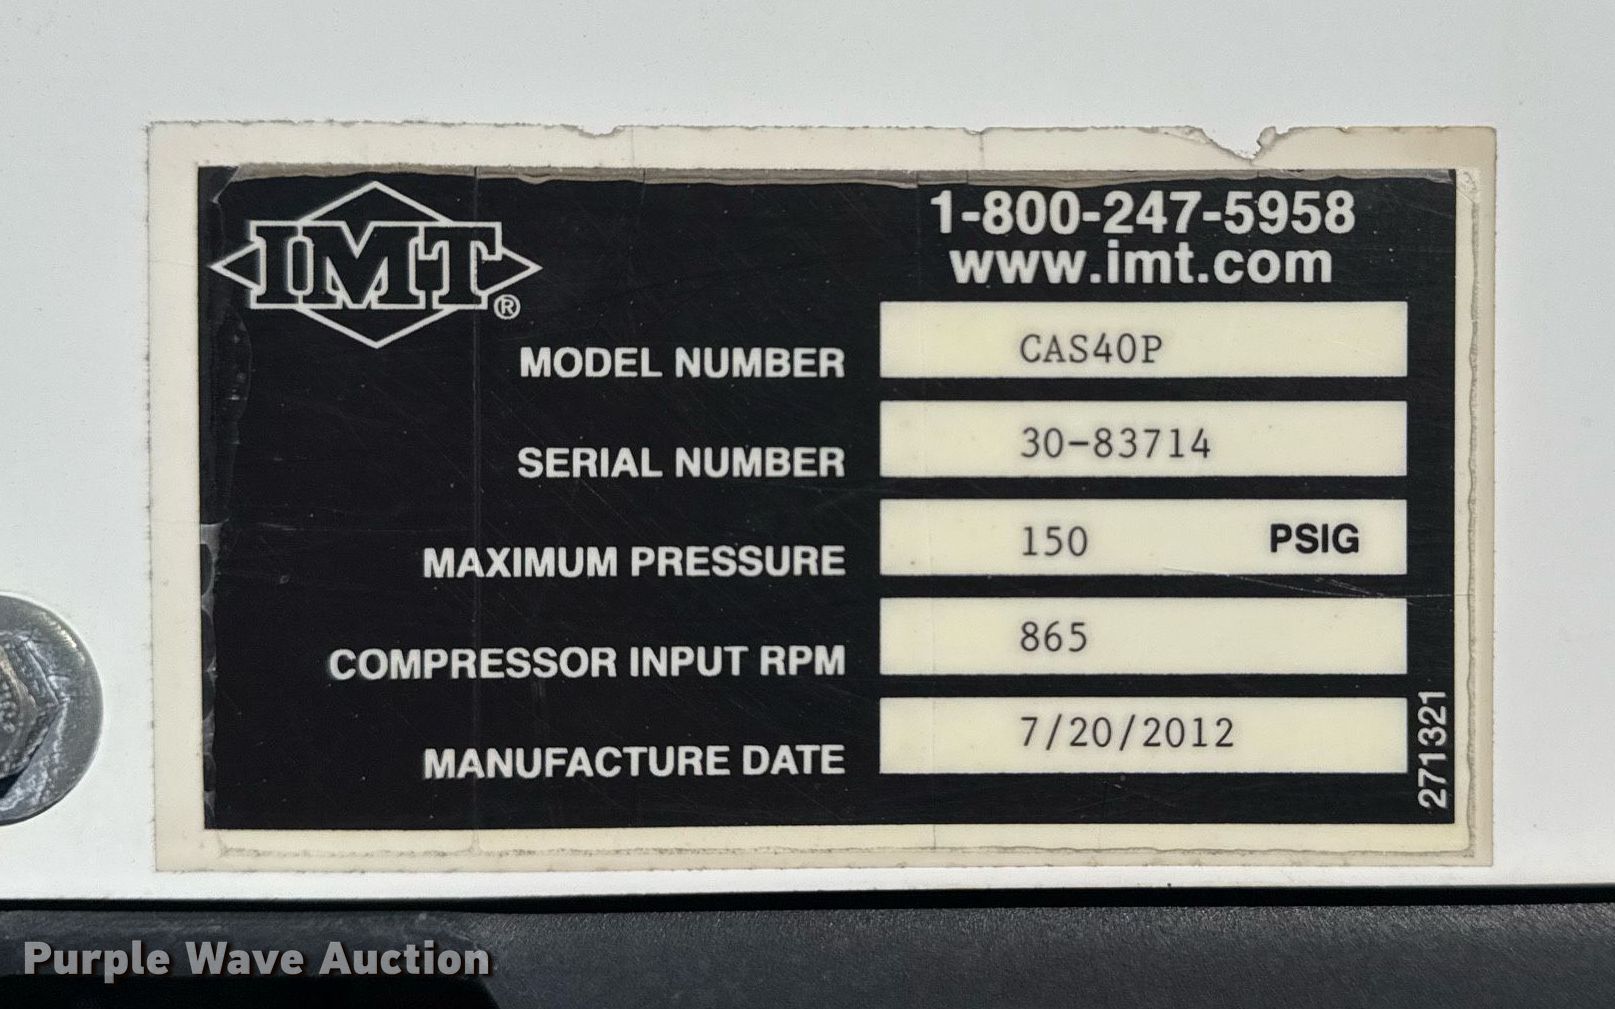 IMT®
1-800-247-5958
www.imt.com
MODEL NUMBER CAS40P
SERIAL NUMBER 30-83714
MAXIMUM PRESSURE 150 PSIG
COMPRESSOR INPUT RPM 865
MANUFACTURE DATE 7/20/2012
271321
Purple Wave Auction